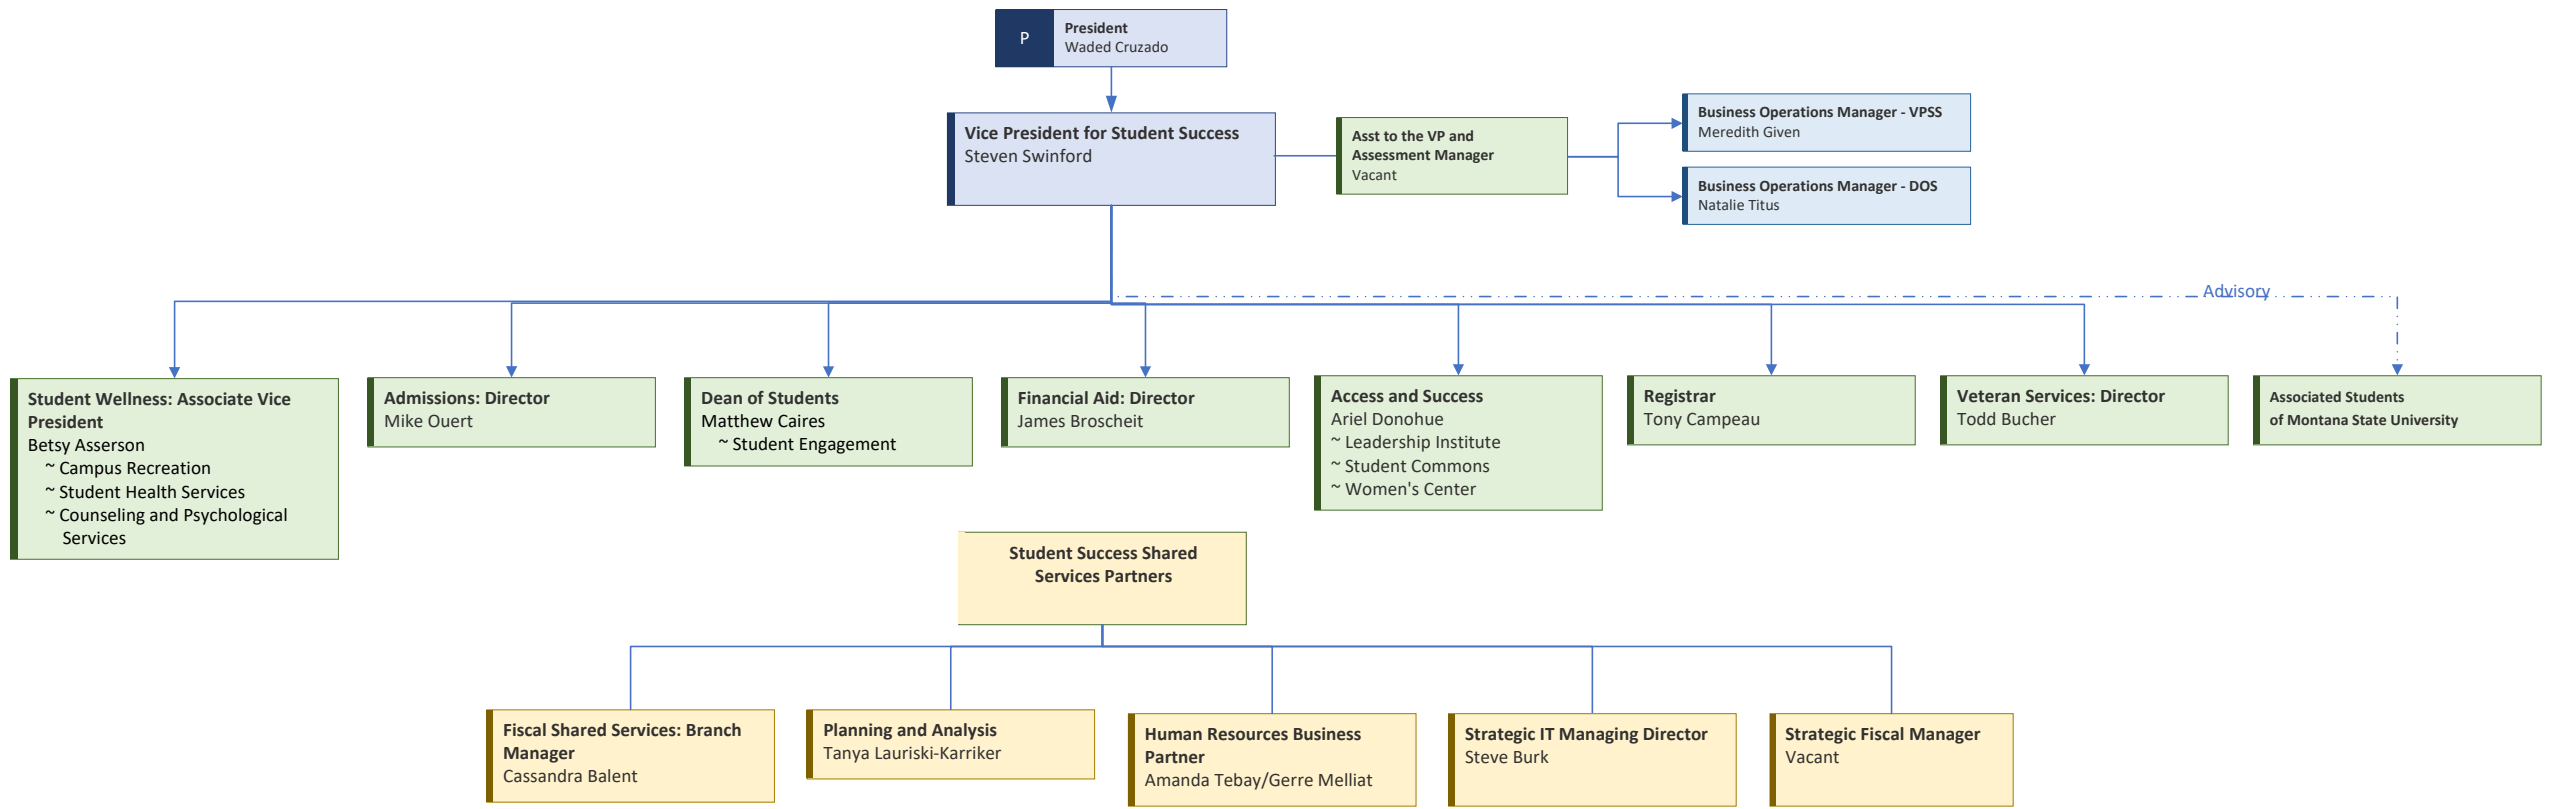 P
President
Waded Cruzado
Vice President for Student Success
Steven Swinford
Asst to the VP and
Assessment Manager
Vacant
Business Operations Manager - VPSS
Meredith Given
Business Operations Manager - DOS
Natalie Titus
Advisory
Student Wellness: Associate Vice
President
Betsy Asserson
~ Campus Recreation
~ Student Health Services
~ Counseling and Psychological
Services
Admissions: Director
Mike Ouert
Dean of Students
Matthew Caires
~ Student Engagement
Financial Aid: Director
James Broscheit
Access and Success
Ariel Donohue
~ Leadership Institute
~ Student Commons
~ Women's Center
Registrar
Tony Campeau
Veteran Services: Director
Todd Bucher
Associated Students
of Montana State University
Student Success Shared
Services Partners
Fiscal Shared Services: Branch
Manager
Cassandra Balent
Planning and Analysis
Tanya Lauriski-Karriker
Human Resources Business
Partner
Amanda Tebay/Gerre Melliat
Strategic IT Managing Director
Steve Burk
Strategic Fiscal Manager
Vacant